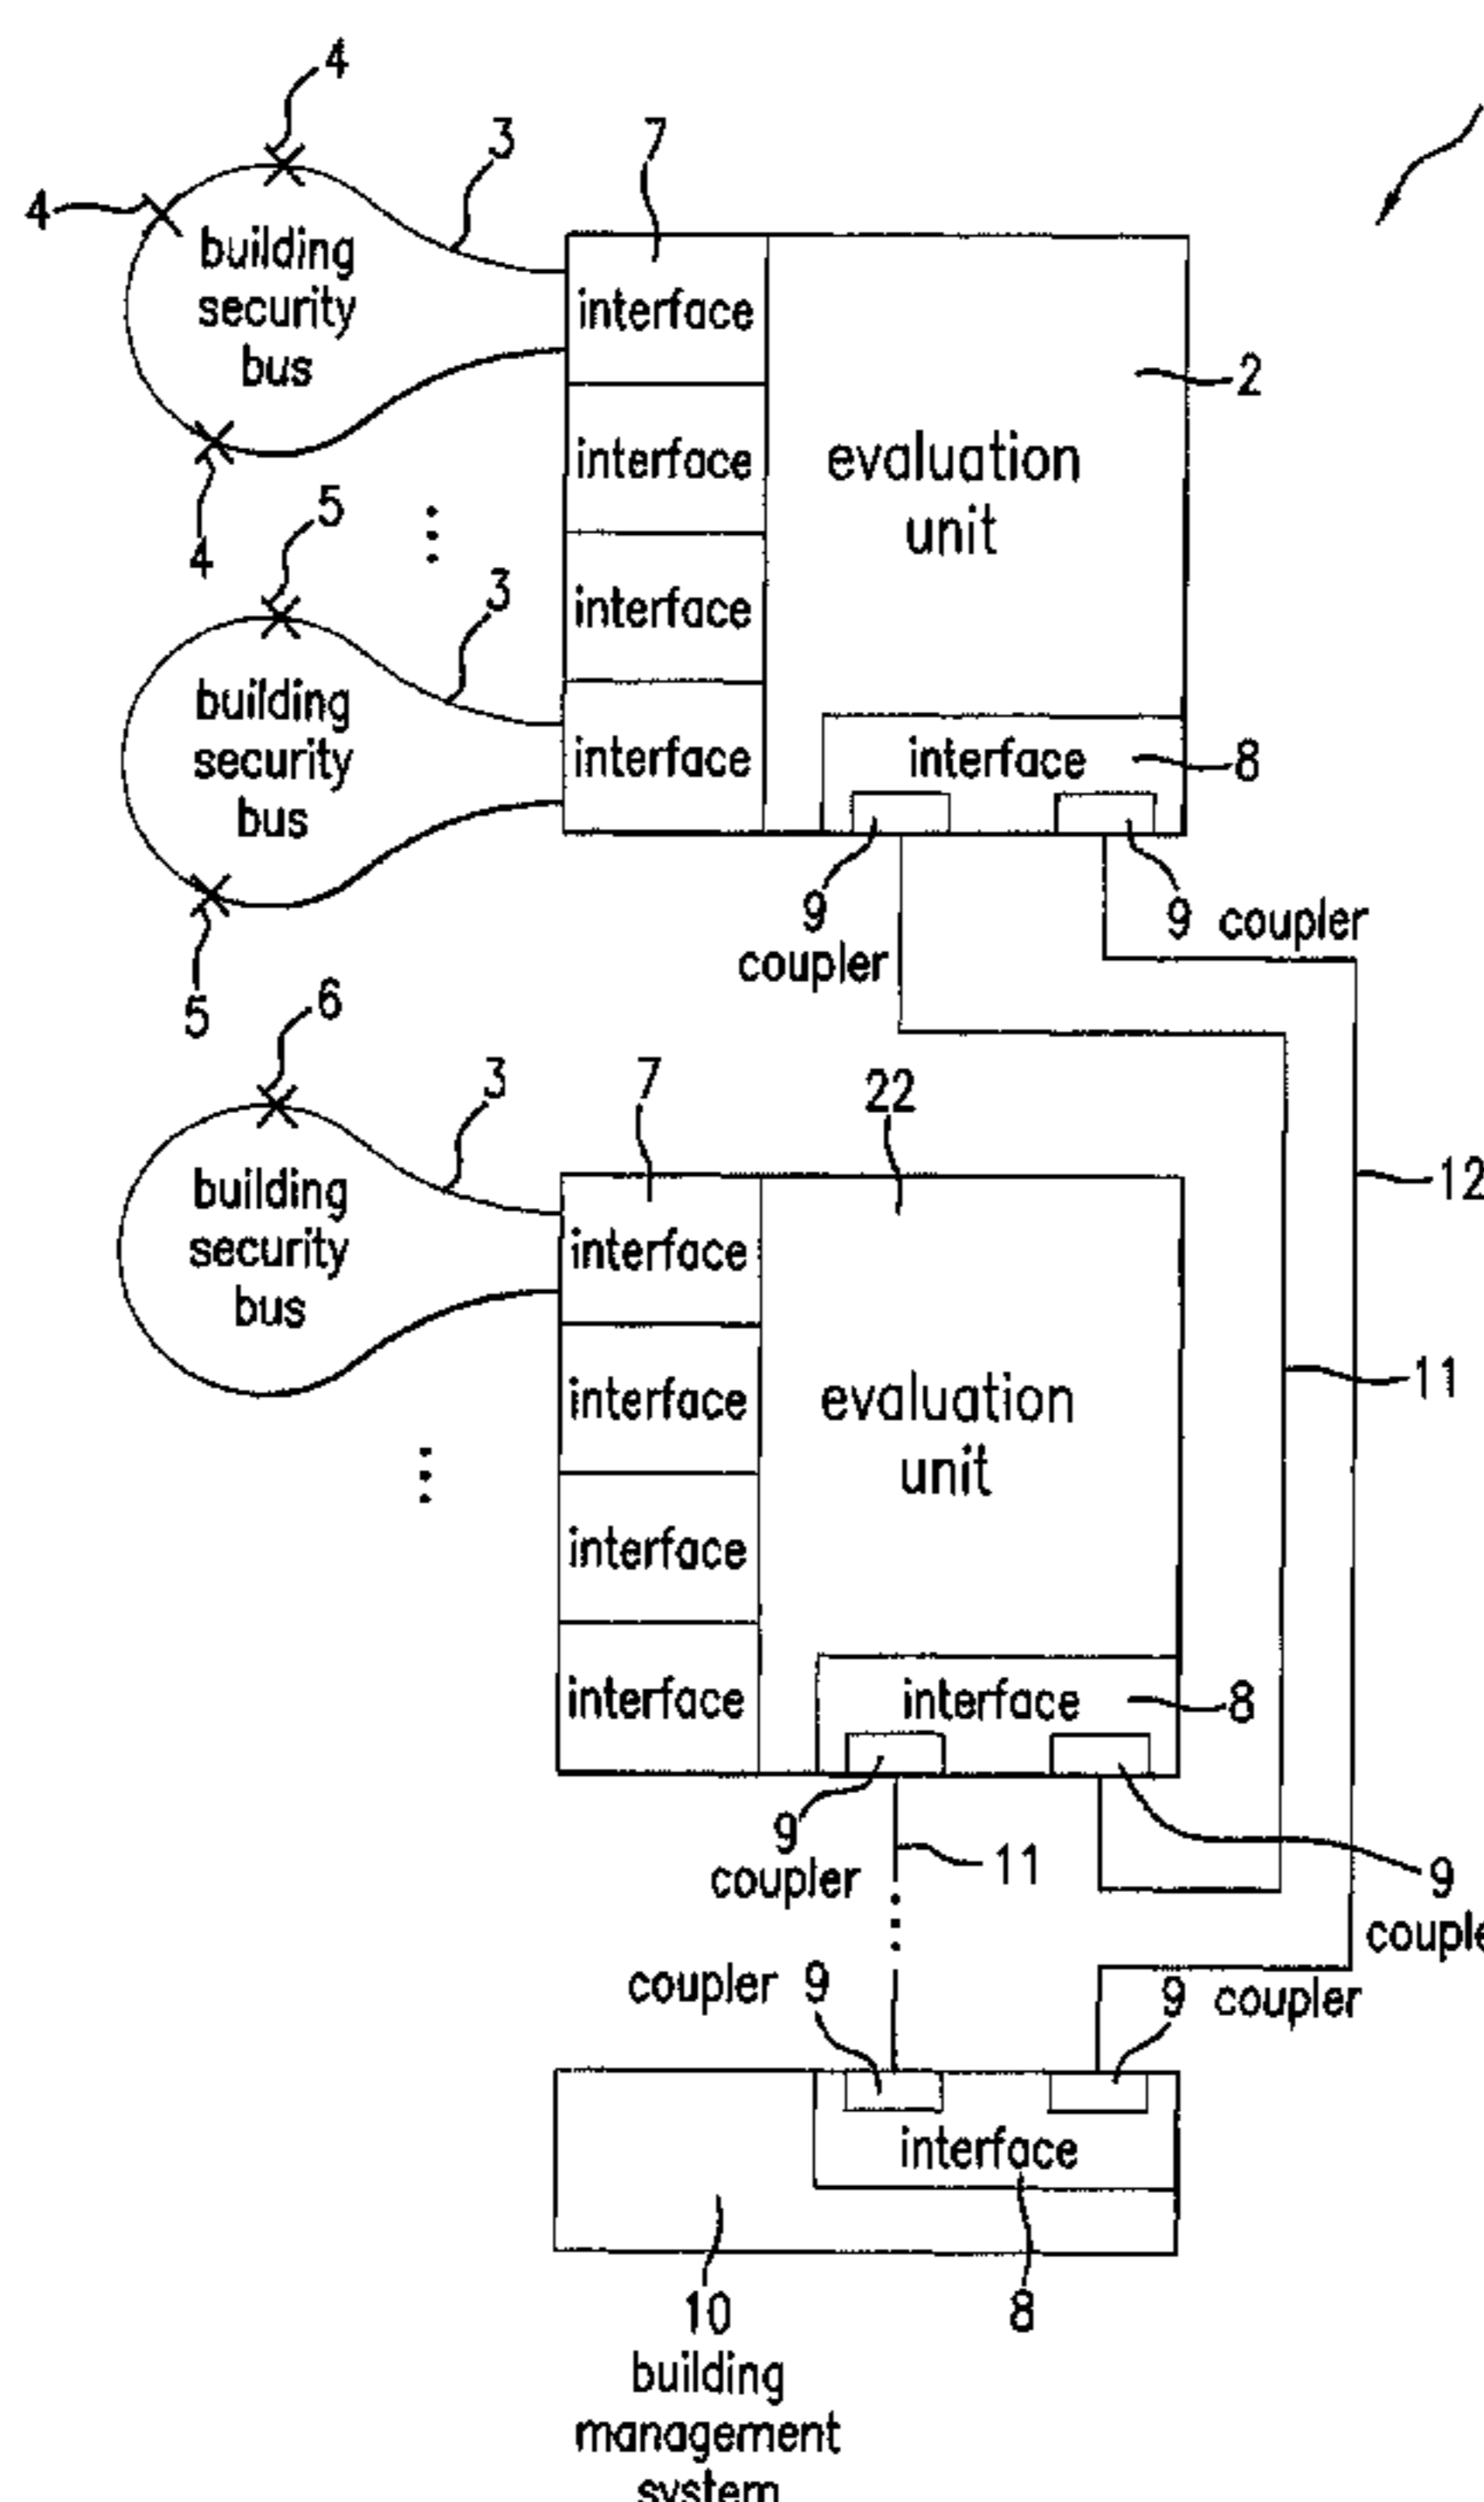 4
3
7
4
building
security
bus
interface
2
interface
evaluation
unit
4
5
3
interface
building
security
bus
interface
interface
8
9
coupler
9 coupler
5
6
3
7
22
12
building
security
bus
interface
11
interface
evaluation
unit
interface
interface
interface
8
9
coupler
11
9
coupler 9
9 coupler
interface
10
8
building
management
system